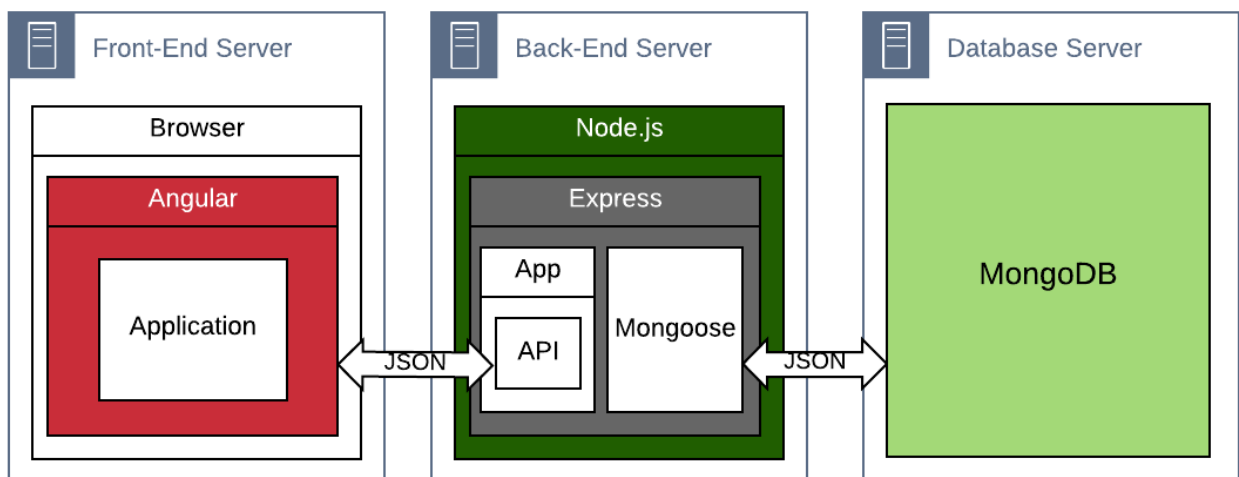 Front-End Server
Back-End Server
Database Server
Browser
Node.js
Angular
Express
App
Application
API
Mongoose
MongoDB
JSON
JSON